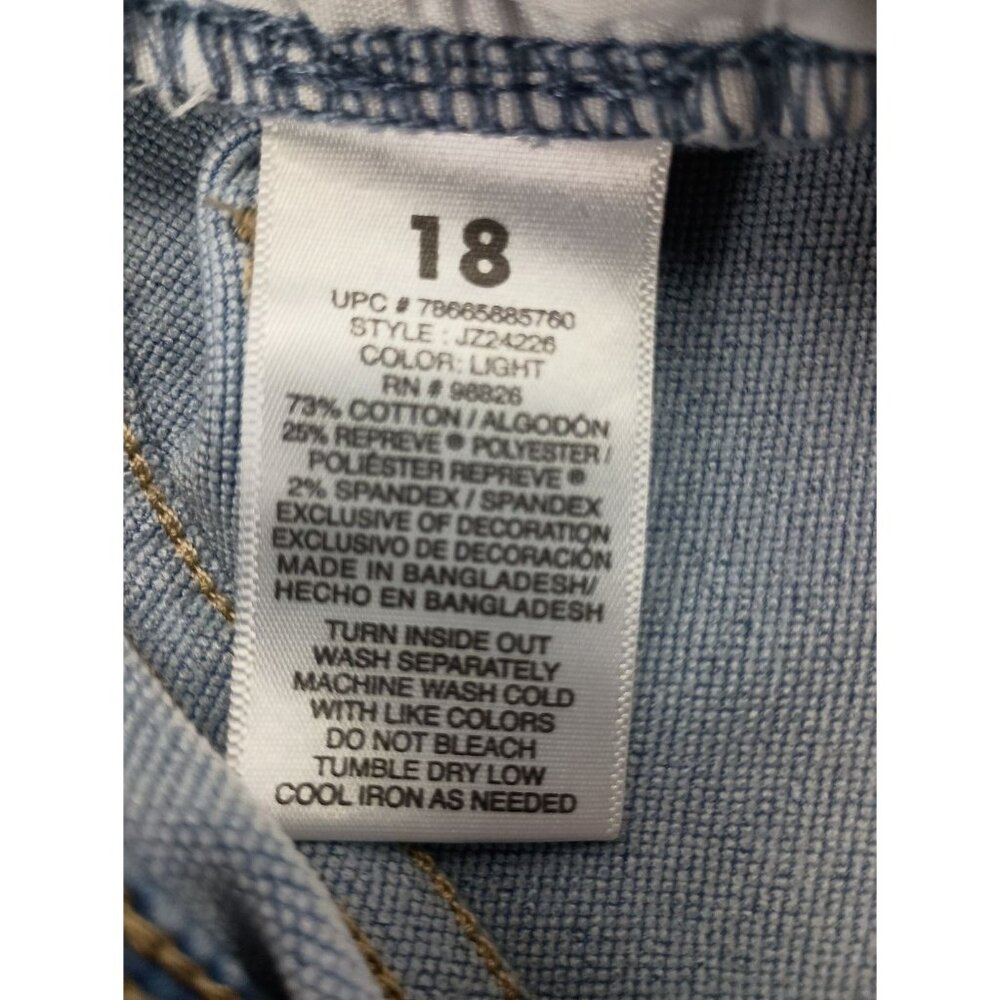 18
UPC # 78665885760
STYLE : JZ24226
COLOR: LIGHT
RN # 98826
73% COTTON / ALGODÓN
25% REPREVE ® POLYESTER /
POLIÉSTER REPREVE ®
2% SPANDEX / SPANDEX
EXCLUSIVE OF DECORATION
EXCLUSIVO DE DECORACIÓN
MADE IN BANGLADESH/
HECHO EN BANGLADESH
TURN INSIDE OUT
WASH SEPARATELY
MACHINE WASH COLD
WITH LIKE COLORS
DO NOT BLEACH
TUMBLE DRY LOW
COOL IRON AS NEEDED